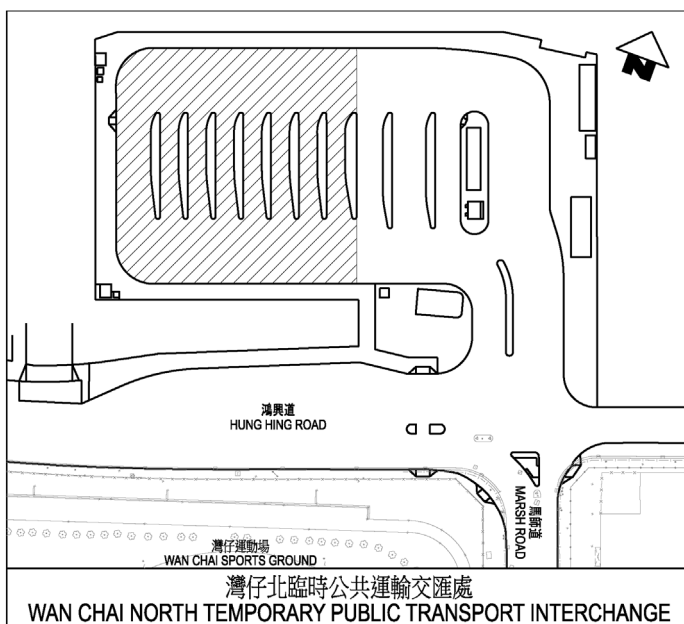 N
鴻興道
HUNG HING ROAD
馬師道
MARSH ROAD
灣仔運動場
WAN CHAI SPORTS GROUND
灣仔北臨時公共運輸交匯處
WAN CHAI NORTH TEMPORARY PUBLIC TRANSPORT INTERCHANGE